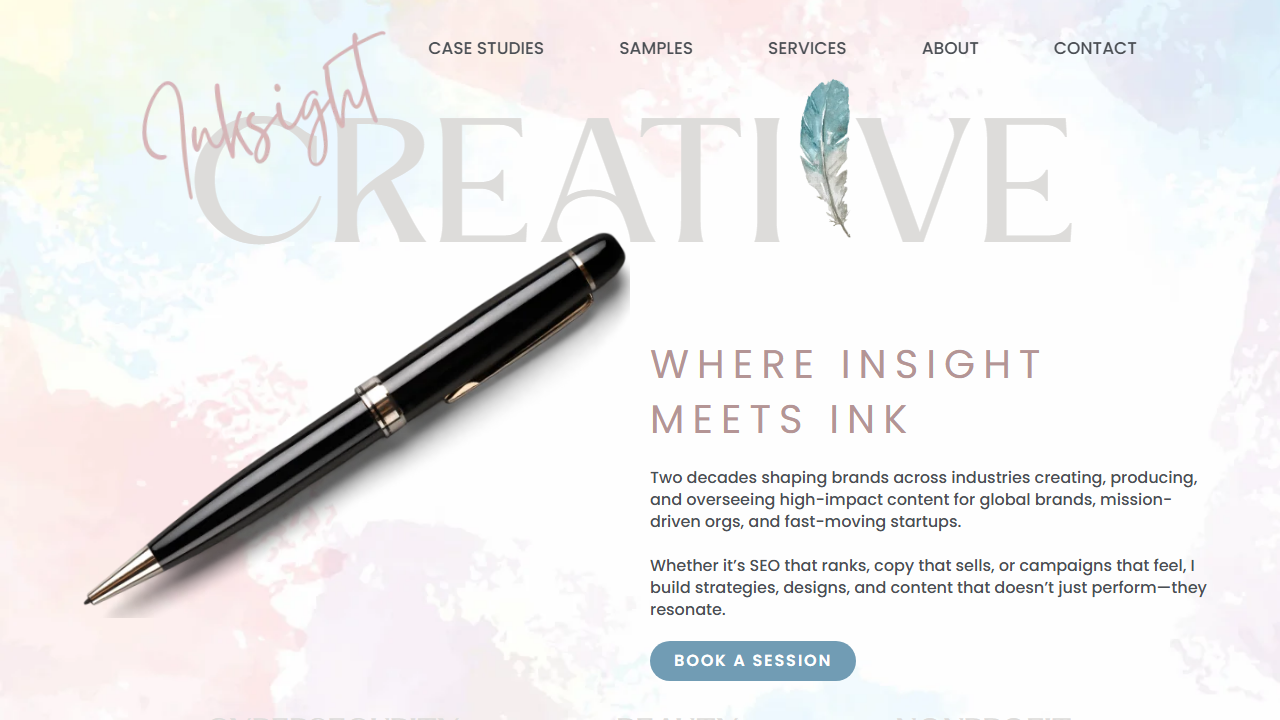 CASE STUDIES SAMPLES SERVICES ABOUT CONTACT
Inksight
CREATIVE
WHERE INSIGHT
MEETS INK
Two decades shaping brands across industries creating, producing,
and overseeing high-impact content for global brands, mission-
driven orgs, and fast-moving startups.
Whether it’s SEO that ranks, copy that sells, or campaigns that feel, I
build strategies, designs, and content that doesn’t just perform—they
resonate.
BOOK A SESSION
CYBERSECURITY BEAUTY NONPROFIT